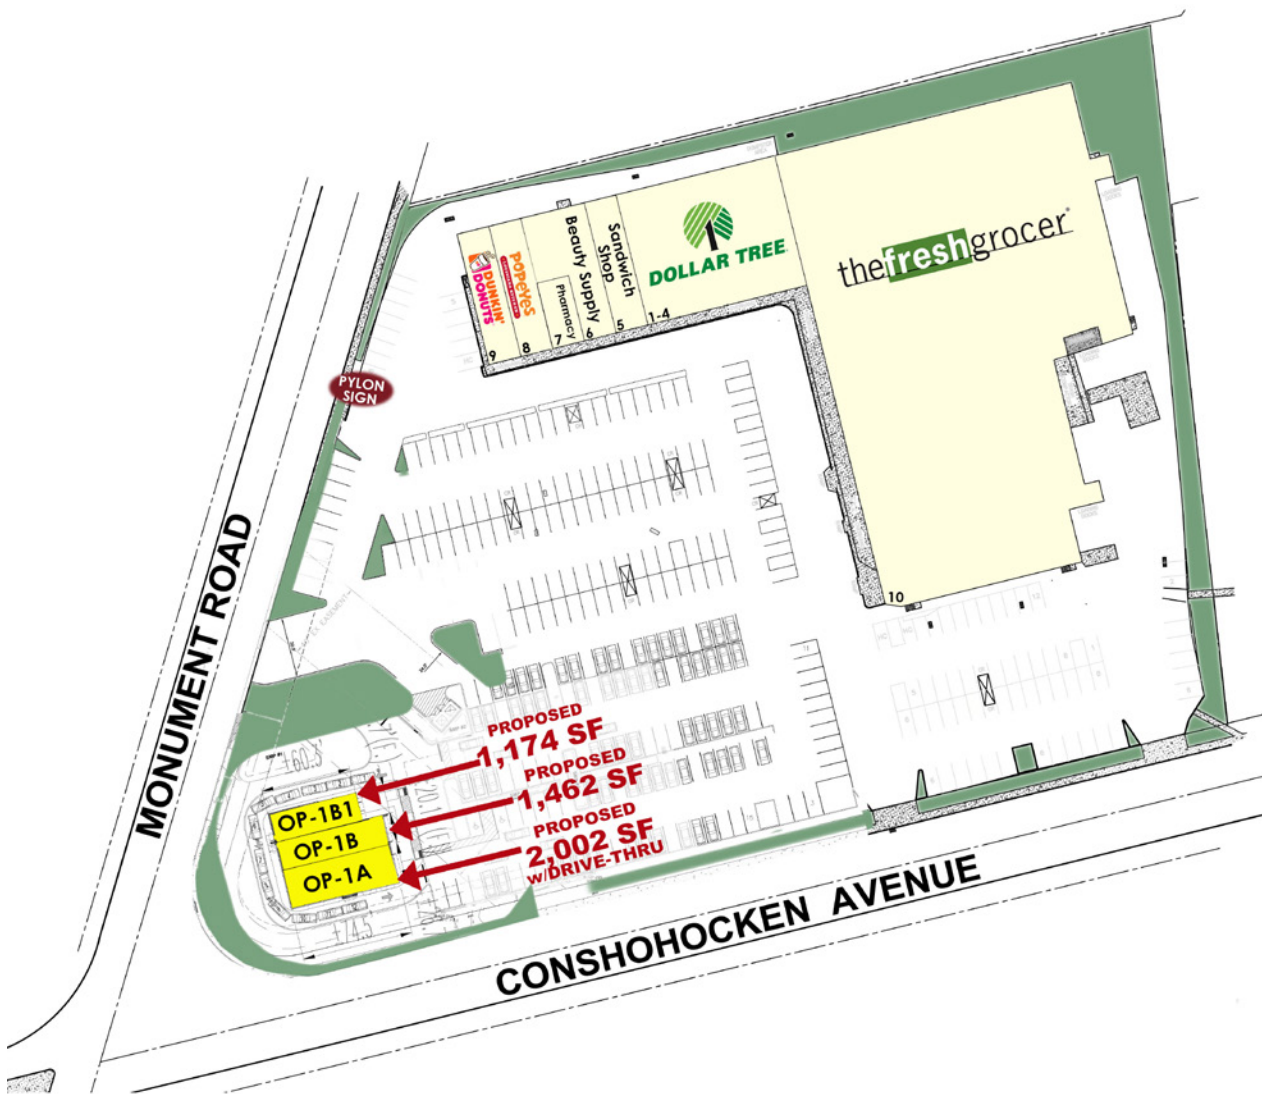 thefreshgrocer®
DOLLAR TREE
Sandwich
Shop
Beauty Supply
Pharmacy
POPEYES
DUNKIN'
DONUTS
9
8
7
6
5
1-4
10
PYLON
SIGN
MONUMENT ROAD
PROPOSED
1,174 SF
PROPOSED
1,462 SF
PROPOSED
2,002 SF
w/DRIVE-THRU
OP-1B1
OP-1B
OP-1A
CONSHOHOCKEN AVENUE